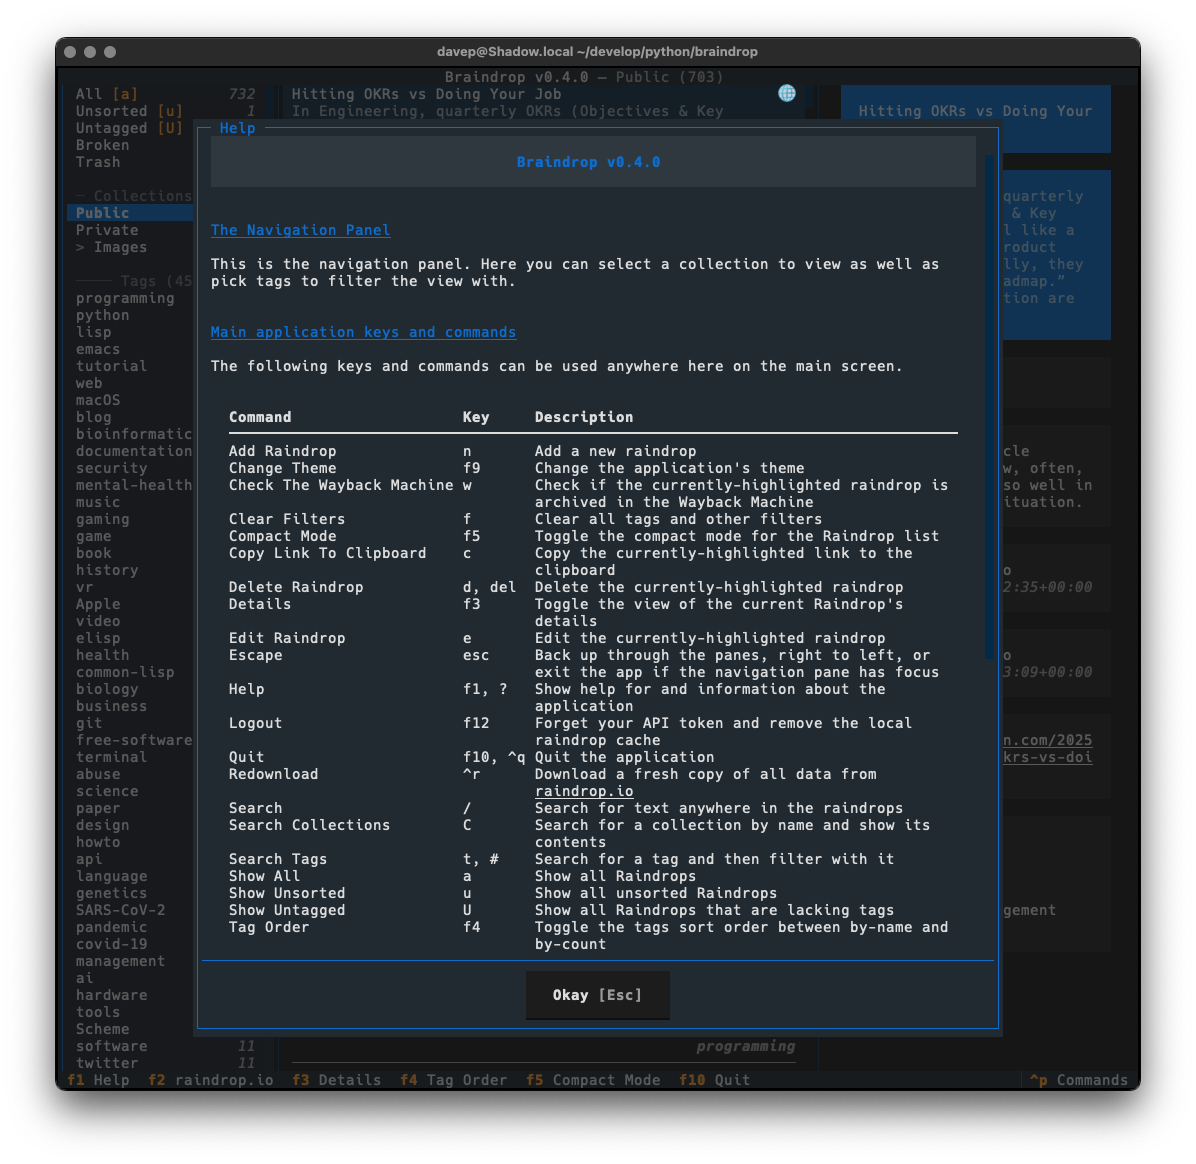 davep@Shadow.local ~/develop/python/braindrop
Braindrop v0.4.0 — Public (703)
All [a] 732
Unsorted [u] 1
Untagged [U]
Broken
Trash
Collections
Public
Private
> Images
Tags (45
programming
python
lisp
emacs
tutorial
web
macOS
blog
bioinformatic
documentation
security
mental-health
music
gaming
game
book
history
vr
Apple
video
elisp
health
common-lisp
biology
business
git
free-software
terminal
abuse
science
paper
design
howto
api
language
genetics
SARS-CoV-2
pandemic
covid-19
management
ai
hardware
tools
Scheme
software 11
twitter 11
Hitting OKRs vs Doing Your Job
In Engineering, quarterly OKRs (Objectives & Key
Help
Braindrop v0.4.0
The Navigation Panel
This is the navigation panel. Here you can select a collection to view as well as
pick tags to filter the view with.
Main application keys and commands
The following keys and commands can be used anywhere here on the main screen.
Command Key Description
Add Raindrop n Add a new raindrop
Change Theme f9 Change the application's theme
Check The Wayback Machine w Check if the currently-highlighted raindrop is
archived in the Wayback Machine
Clear Filters f Clear all tags and other filters
Compact Mode f5 Toggle the compact mode for the Raindrop list
Copy Link To Clipboard c Copy the currently-highlighted link to the
clipboard
Delete Raindrop d, del Delete the currently-highlighted raindrop
Details f3 Toggle the view of the current Raindrop's
details
Edit Raindrop e Edit the currently-highlighted raindrop
Escape esc Back up through the panes, right to left, or
exit the app if the navigation pane has focus
Help f1, ? Show help for and information about the
application
Logout f12 Forget your API token and remove the local
raindrop cache
Quit f10, ^q Quit the application
Redownload ^r Download a fresh copy of all data from
raindrop.io
Search / Search for text anywhere in the raindrops
Search Collections C Search for a collection by name and show its
contents
Search Tags t, # Search for a tag and then filter with it
Show All a Show all Raindrops
Show Unsorted u Show all unsorted Raindrops
Show Untagged U Show all Raindrops that are lacking tags
Tag Order f4 Toggle the tags sort order between by-name and
by-count
Okay [Esc]
programming
Hitting OKRs vs Doing Your
quarterly
& Key
l like a
roduct
lly, they
admap.”
tion are
cle
w, often,
so well in
ituation.
o
2:35+00:00
o
3:09+00:00
n.com/2025
krs-vs-doi
gement
f1 Help f2 raindrop.io f3 Details f4 Tag Order f5 Compact Mode f10 Quit ^p Commands